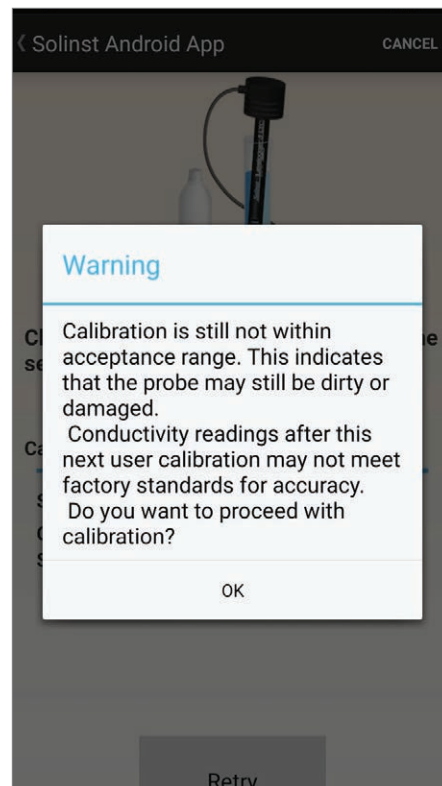 Solinst Android App
CANCEL
Warning
Calibration is still not within
acceptance range. This indicates
that the probe may still be dirty or
damaged.
Conductivity readings after this
next user calibration may not meet
factory standards for accuracy.
Do you want to proceed with
calibration?
OK
Retry